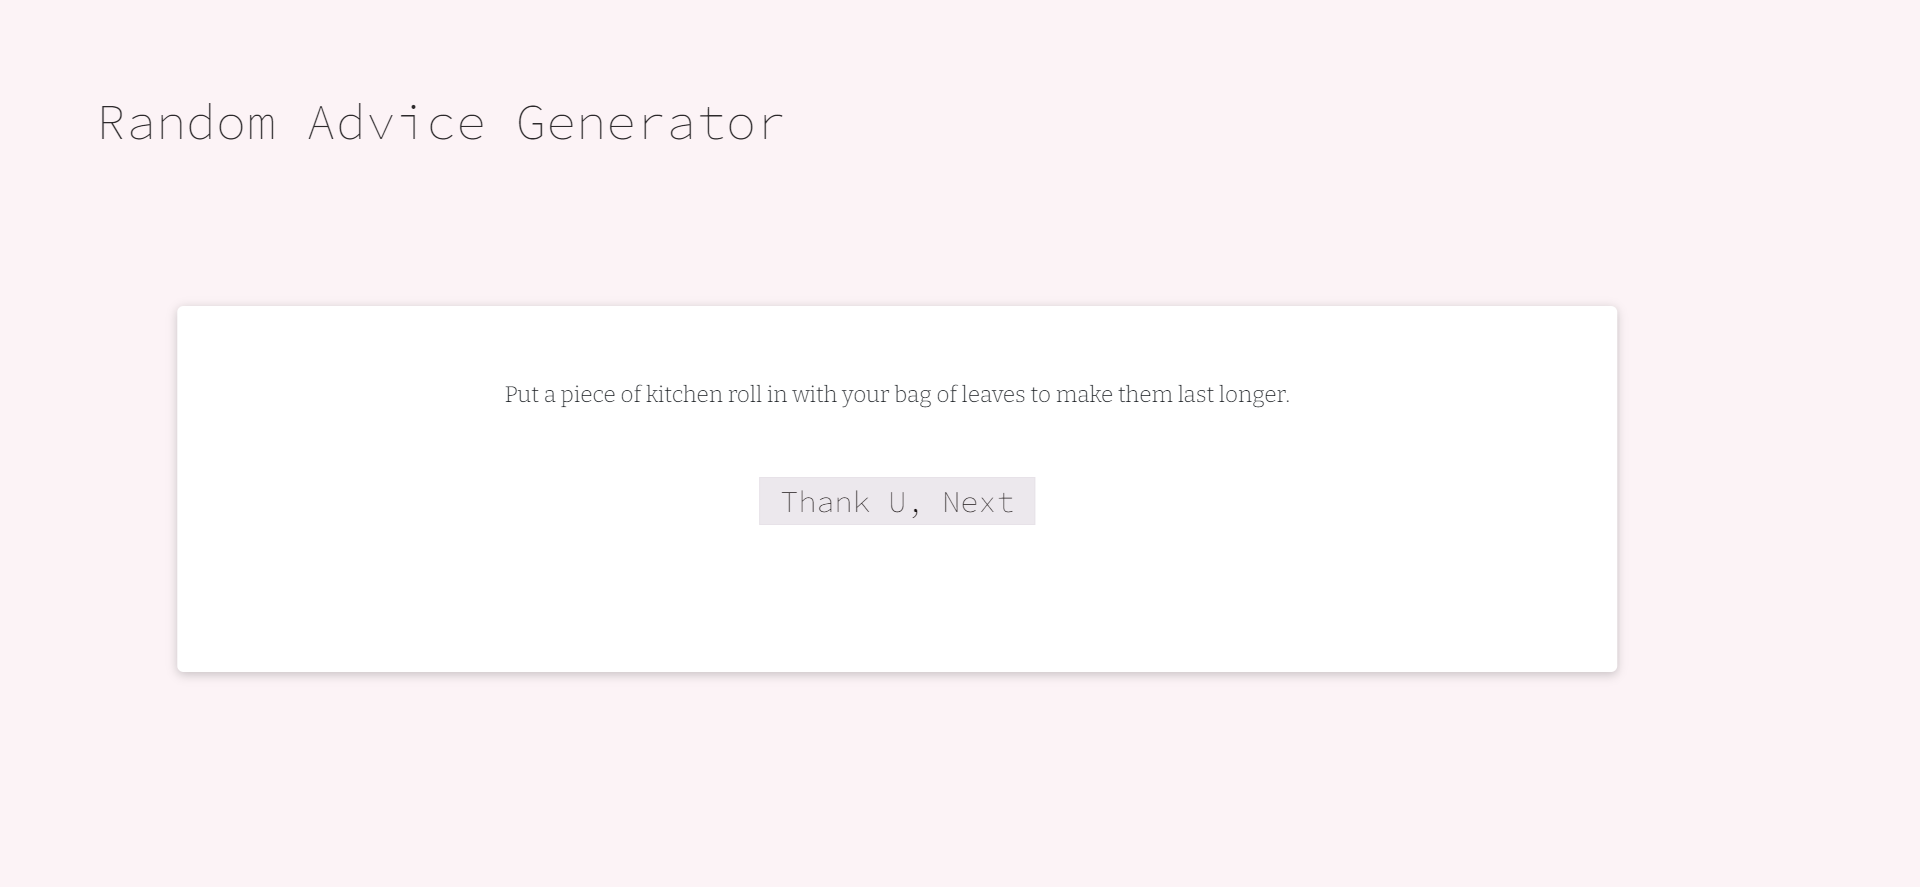 Random Advice Generator
Put a piece of kitchen roll in with your bag of leaves to make them last longer.
Thank U, Next